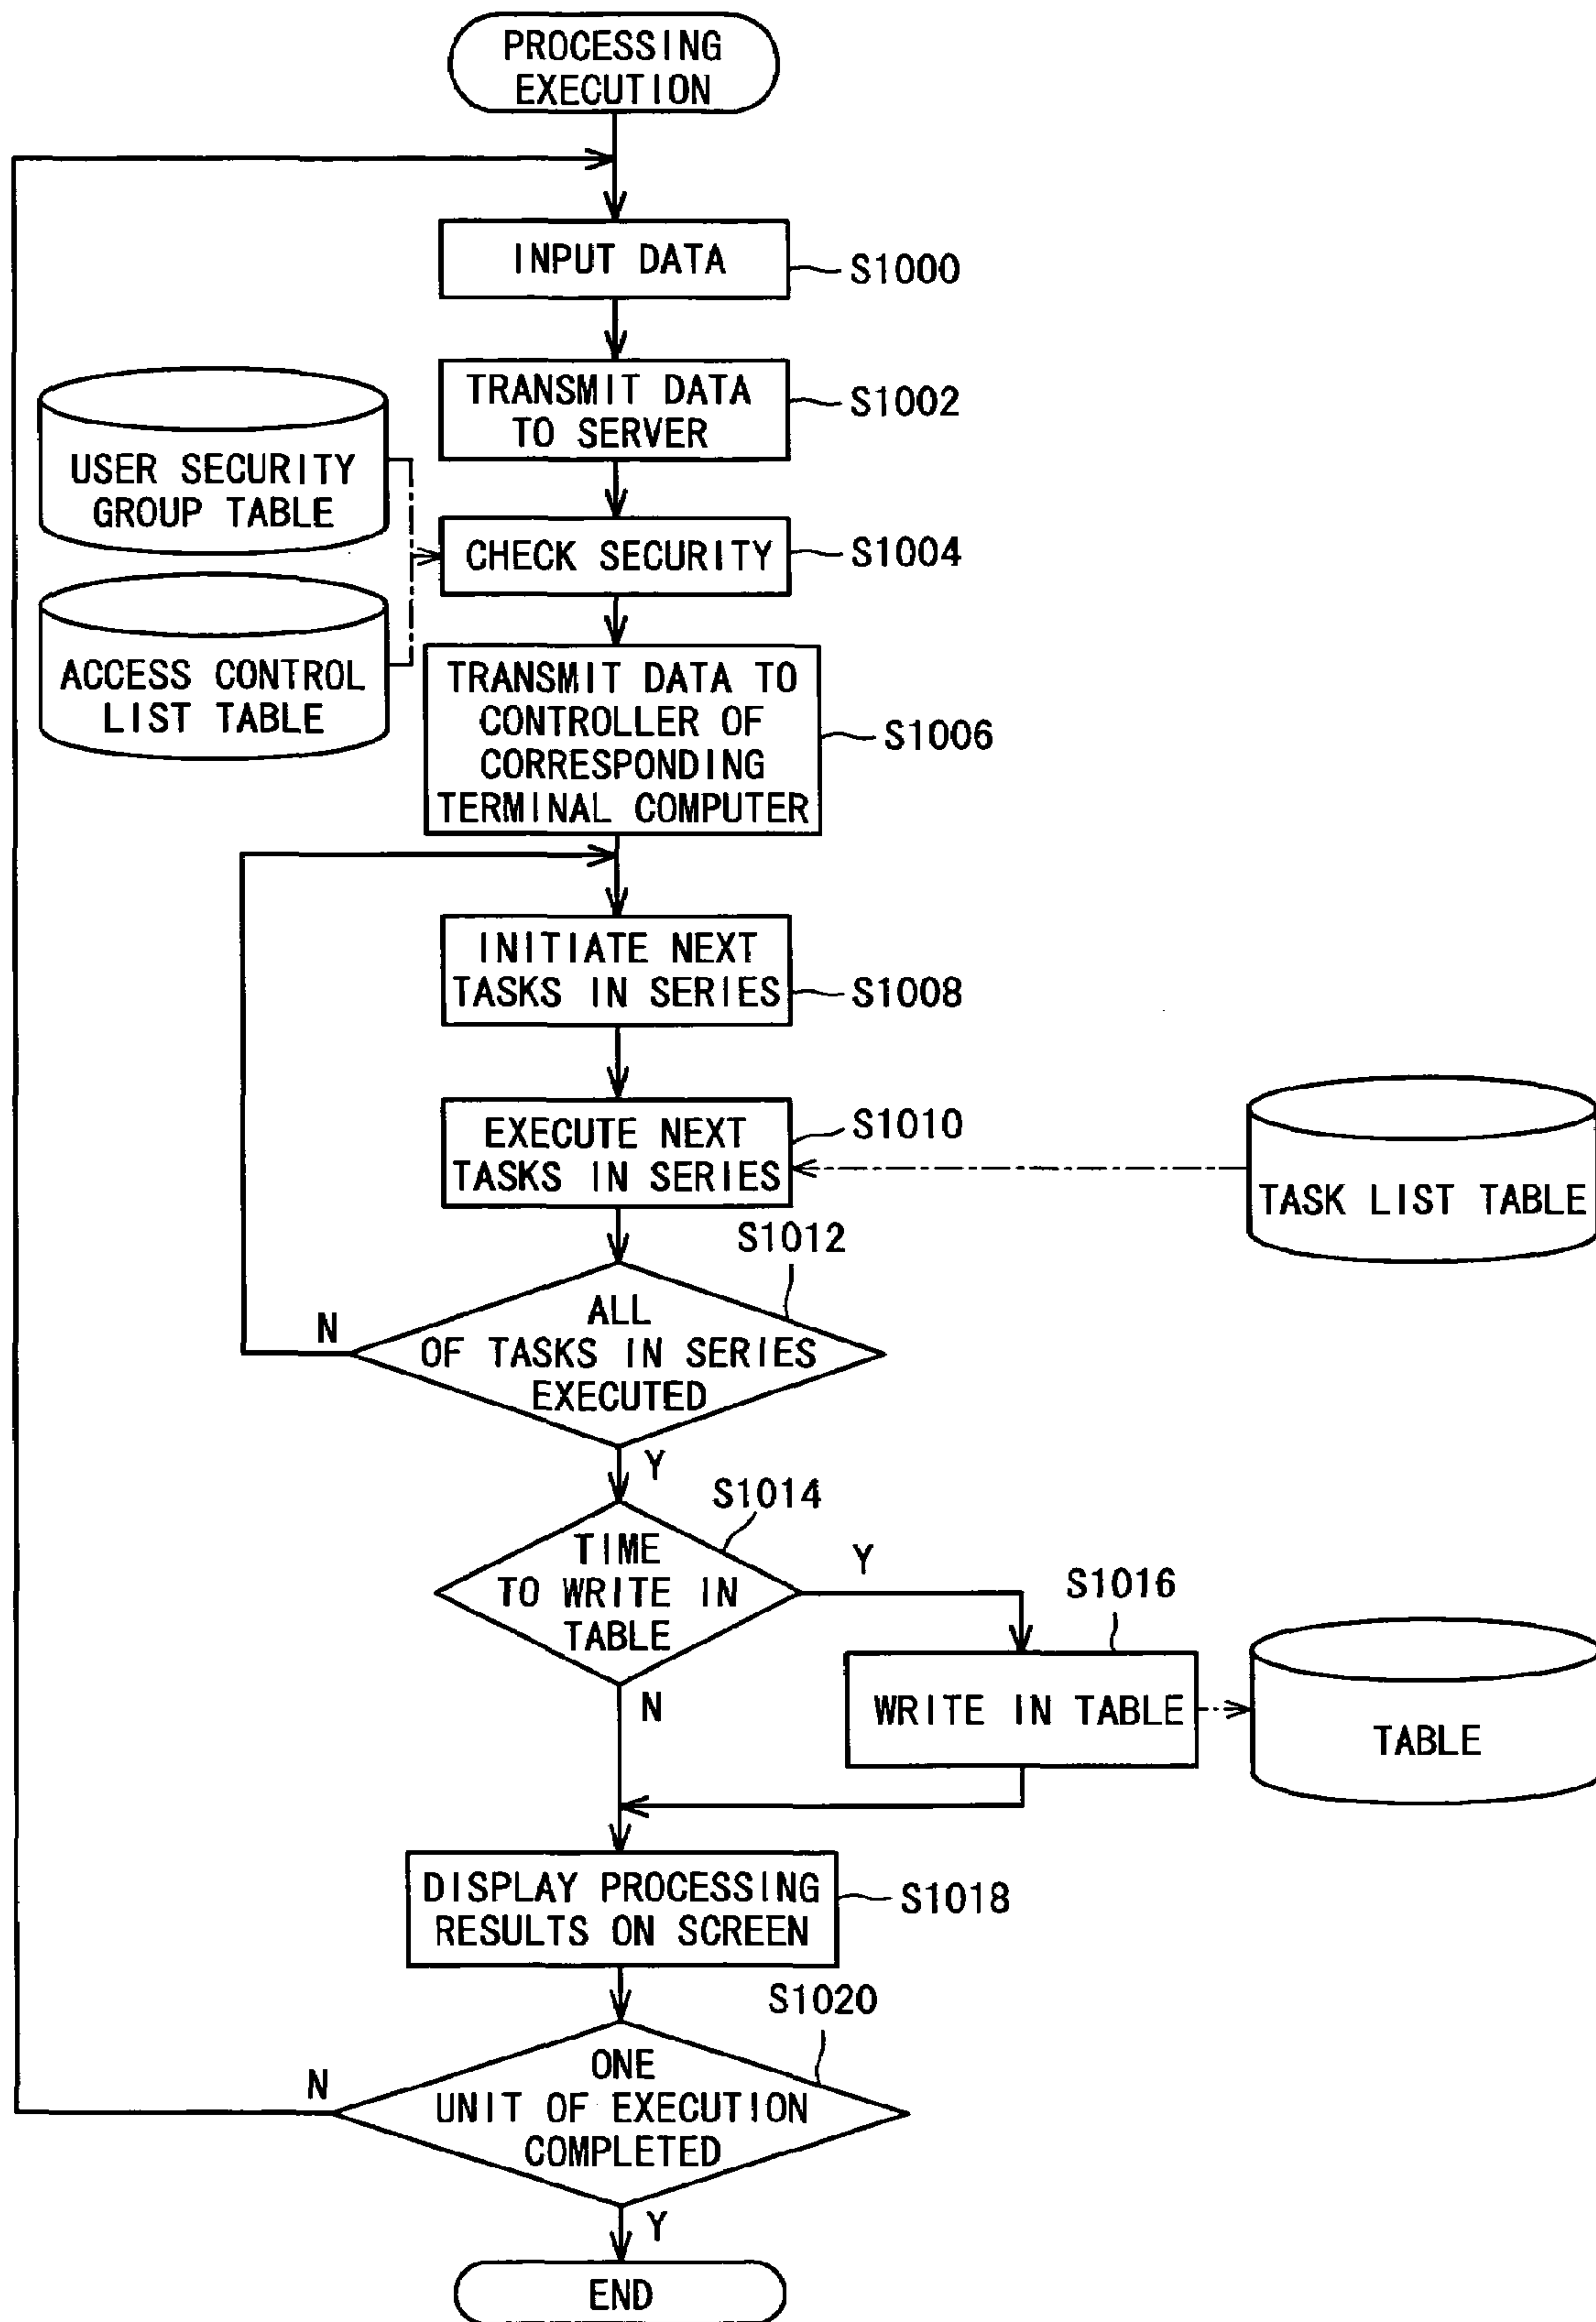 PROCESSING
EXECUTION
INPUT DATA
S1000
TRANSMIT DATA
TO SERVER
S1002
USER SECURITY
GROUP TABLE
CHECK SECURITY
S1004
ACCESS CONTROL
LIST TABLE
TRANSMIT DATA TO
CONTROLLER OF
CORRESPONDING
TERMINAL COMPUTER
S1006
INITIATE NEXT
TASKS IN SERIES
S1008
EXECUTE NEXT
TASKS IN SERIES
S1010
TASK LIST TABLE
S1012
ALL
OF TASKS IN SERIES
EXECUTED
N
Y
S1014
TIME
TO WRITE IN
TABLE
Y
N
S1016
WRITE IN TABLE
TABLE
DISPLAY PROCESSING
RESULTS ON SCREEN
S1018
S1020
ONE
UNIT OF EXECUTION
COMPLETED
N
Y
END